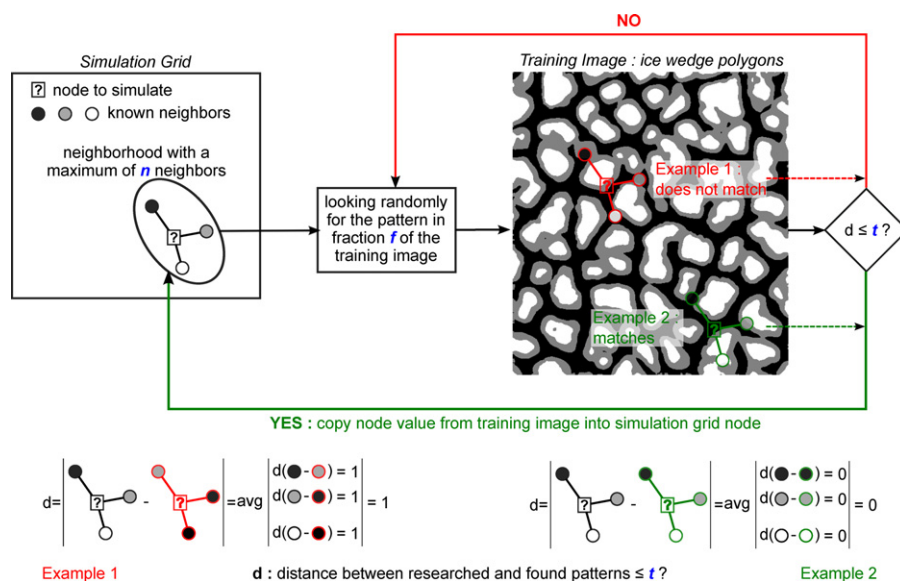 NO
Simulation Grid
Training Image : ice wedge polygons
? node to simulate
known neighbors
neighborhood with a
maximum of n neighbors
?
looking randomly
for the pattern in
fraction f of the
training image
?
Example 1 :
does not match
d ≤ t ?
Example 2 :
matches
?
YES : copy node value from training image into simulation grid node
d= ? - ? =avg d( - ) = 1
d( - ) = 1
d( - ) = 1
= 1
d= ? - ? =avg d( - ) = 0
d( - ) = 0
d( - ) = 0
= 0
Example 1
d : distance between researched and found patterns ≤ t ?
Example 2